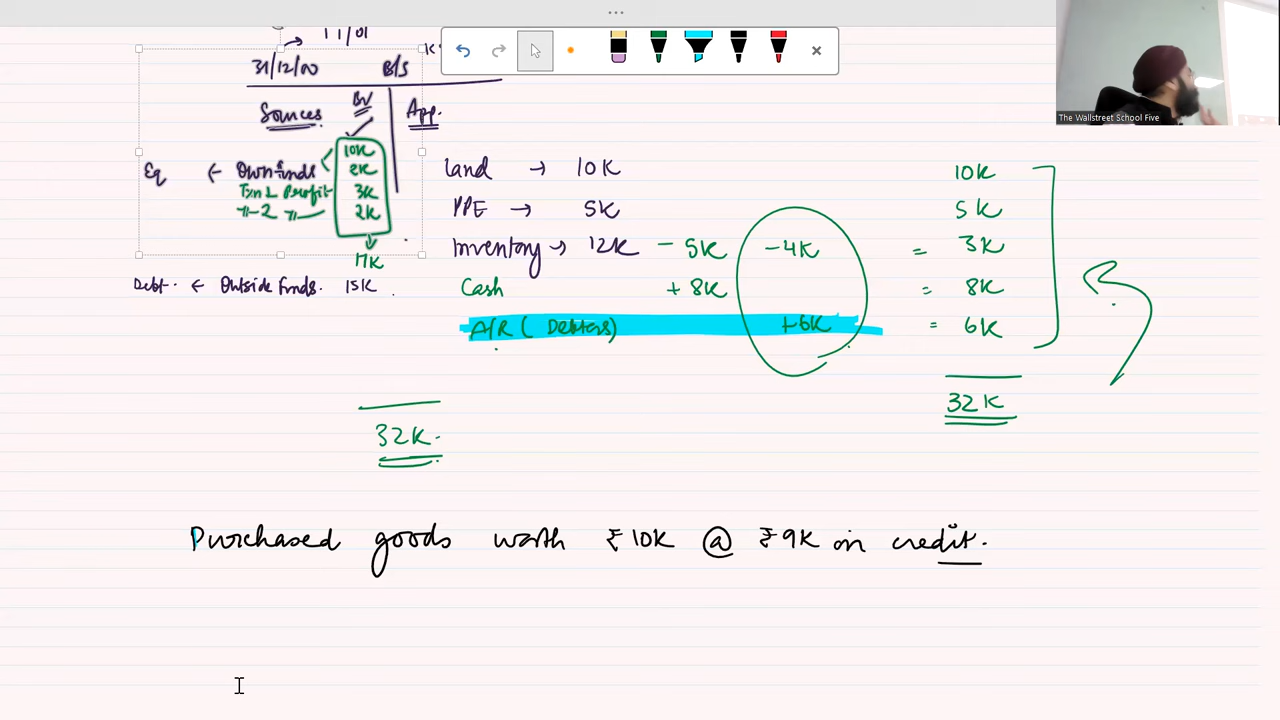 11/01
31/12/00 B/S
Sources BV App.
Eq ← Own funds 10K
2K
Txn 1 Profit 3K
–"– 2 –"– 2K
17K
Debt. ← Outside funds. 15K
32K.
Land → 10K 10K
PPE → 5K 5K
Inventory → 12K - 5K - 4K = 3K
Cash + 8K = 8K
A/R ( Debtors) +6K = 6K
32K
Purchased goods worth ₹10K @ ₹9K on credit.
The Wallstreet School Five